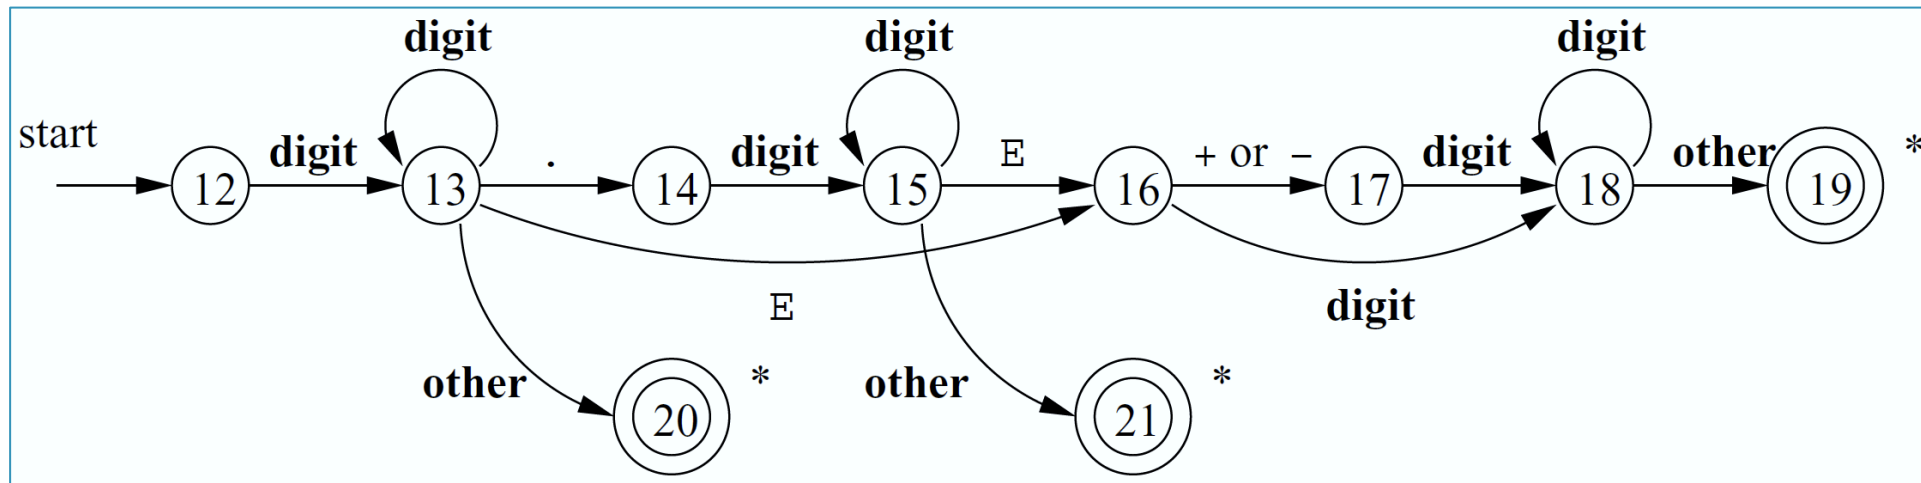 digit digit digit
start 12 digit 13 . 14 digit 15 E 16 + or - 17 digit 18 other 19 *
E digit
other 20 * other 21 *